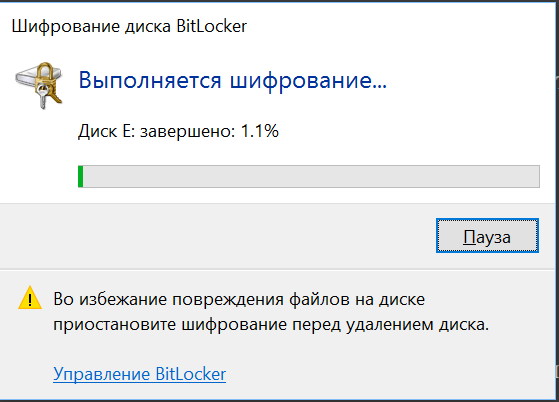 Шифрование диска BitLocker
Выполняется шифрование...
Диск E: завершено: 1.1%
Пауза
Во избежание повреждения файлов на диске
приостановите шифрование перед удалением диска.
Управление BitLocker